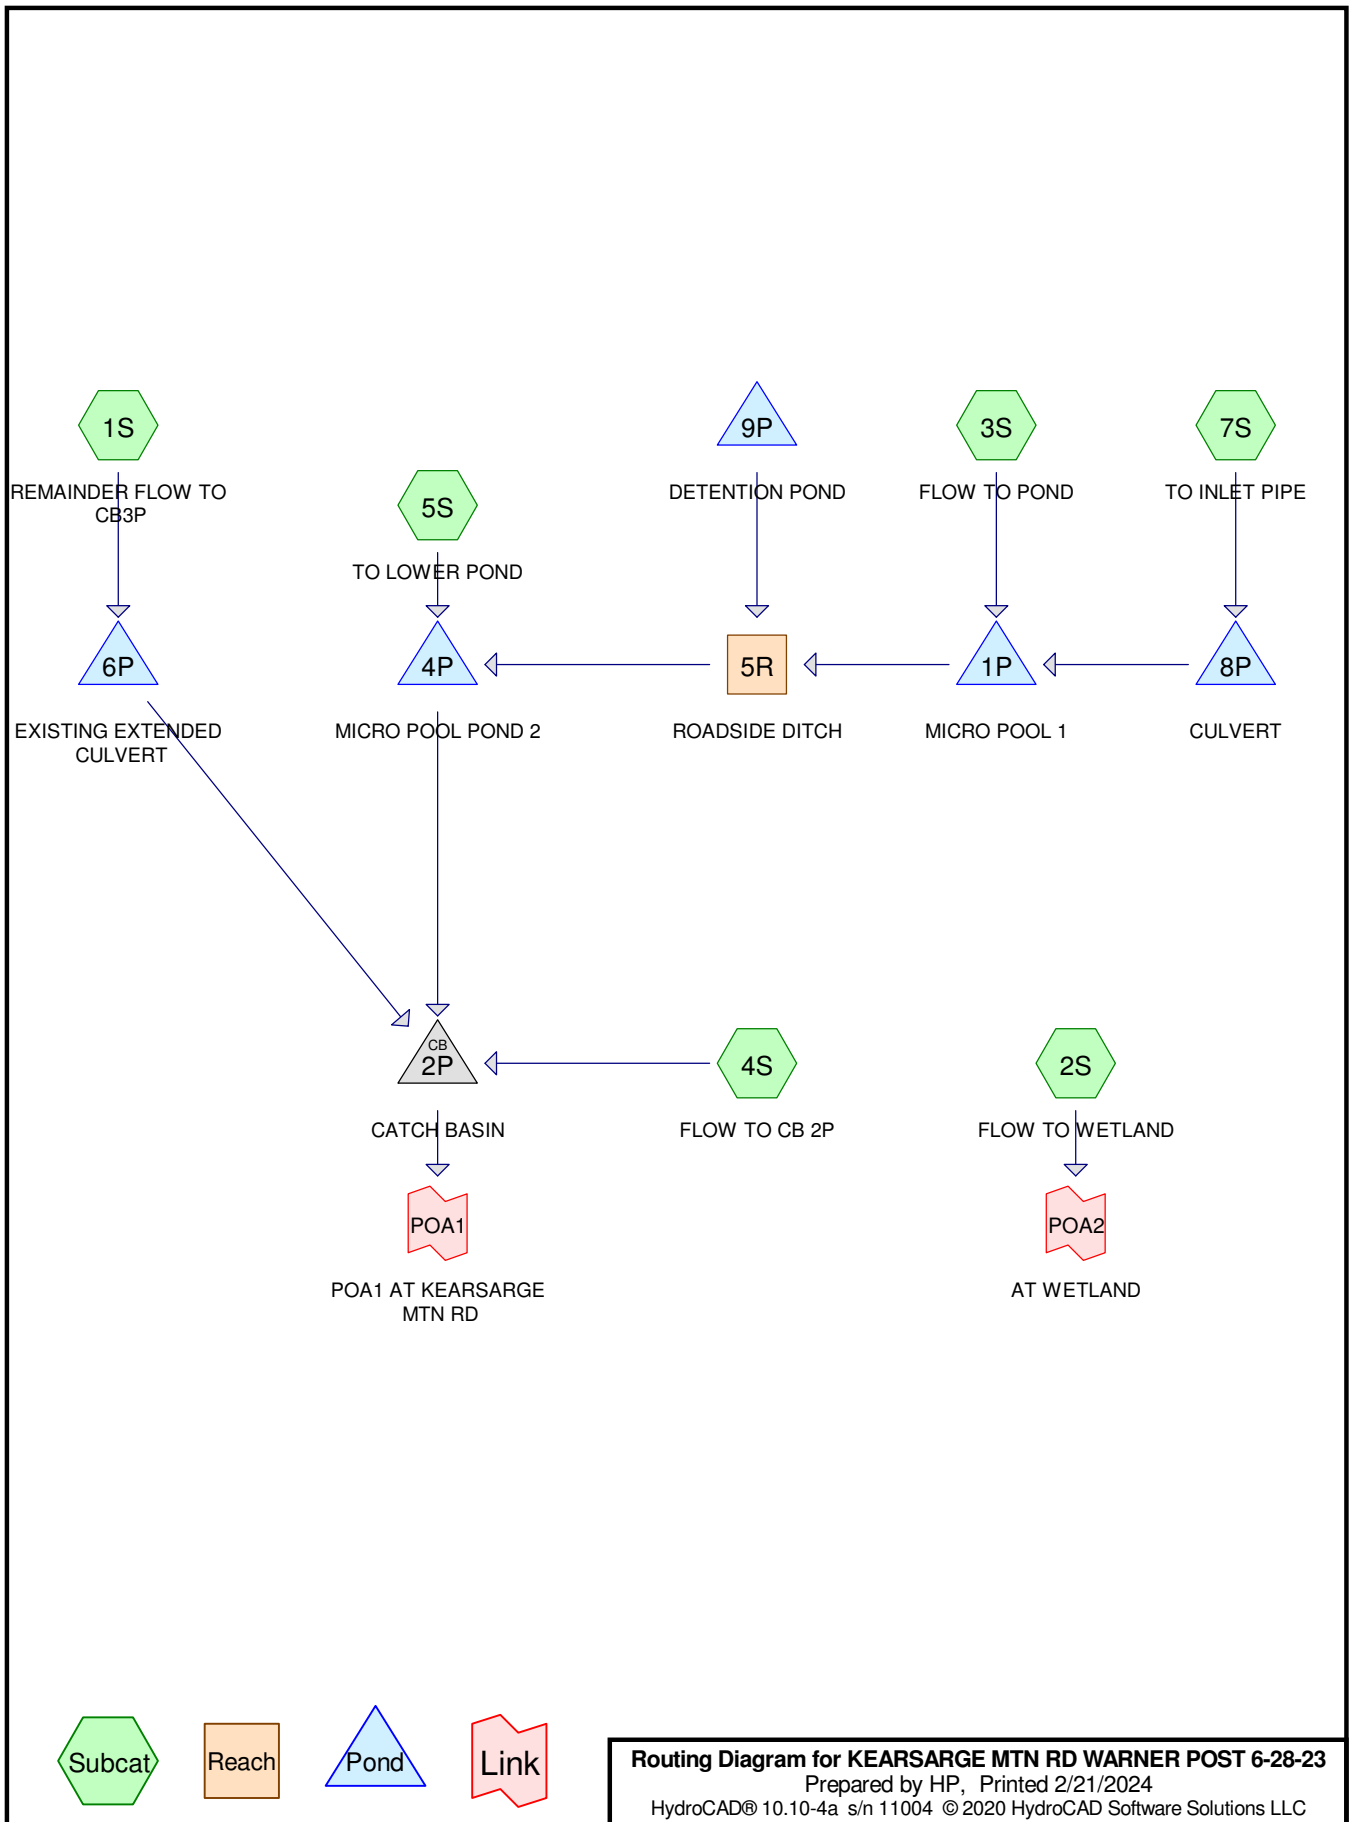 1S
REMAINDER FLOW TO
CB3P
5S
TO LOWER POND
9P
DETENTION POND
3S
FLOW TO POND
7S
TO INLET PIPE
6P
EXISTING EXTENDED
CULVERT
4P
MICRO POOL POND 2
5R
ROADSIDE DITCH
1P
MICRO POOL 1
8P
CULVERT
CB
2P
CATCH BASIN
4S
FLOW TO CB 2P
2S
FLOW TO WETLAND
POA1
POA1 AT KEARSARGE
MTN RD
POA2
AT WETLAND
Subcat
Reach
Pond
Link
Routing Diagram for KEARSARGE MTN RD WARNER POST 6-28-23
Prepared by HP, Printed 2/21/2024
HydroCAD® 10.10-4a s/n 11004 © 2020 HydroCAD Software Solutions LLC